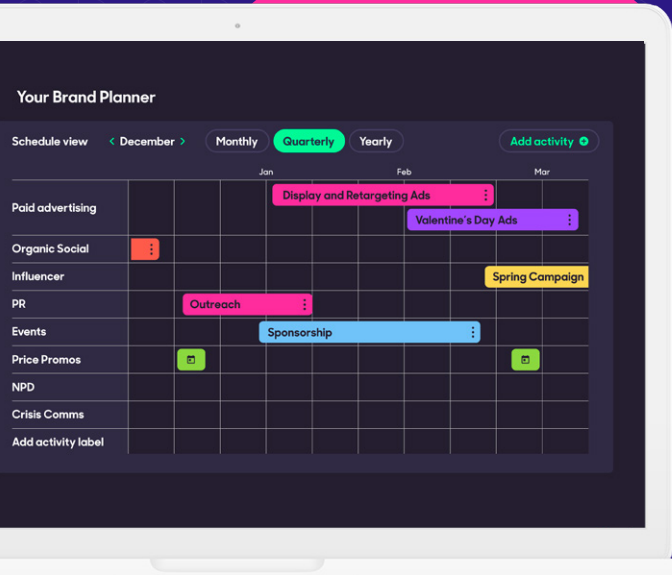 Your Brand Planner
Schedule view < December > Monthly Quarterly Yearly Add activity
Jan Feb Mar
Paid advertising Display and Retargeting Ads
Valentine's Day Ads
Organic Social
Influencer Spring Campaign
PR Outreach
Events Sponsorship
Price Promos
NPD
Crisis Comms
Add activity label